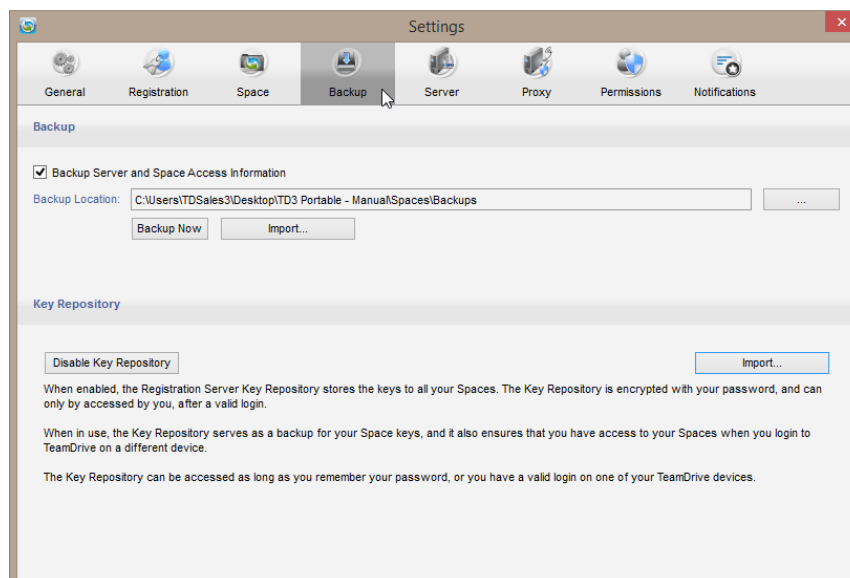 Settings
General Registration Space Backup Server Proxy Permissions Notifications
Backup
Backup Server and Space Access Information
Backup Location: C:\Users\TDSales3\Desktop\TD3 Portable - Manual\Spaces\Backups ...
Backup Now Import...
Key Repository
Disable Key Repository Import...
When enabled, the Registration Server Key Repository stores the keys to all your Spaces. The Key Repository is encrypted with your password, and can
only by accessed by you, after a valid login.
When in use, the Key Repository serves as a backup for your Space keys, and it also ensures that you have access to your Spaces when you login to
TeamDrive on a different device.
The Key Repository can be accessed as long as you remember your password, or you have a valid login on one of your TeamDrive devices.